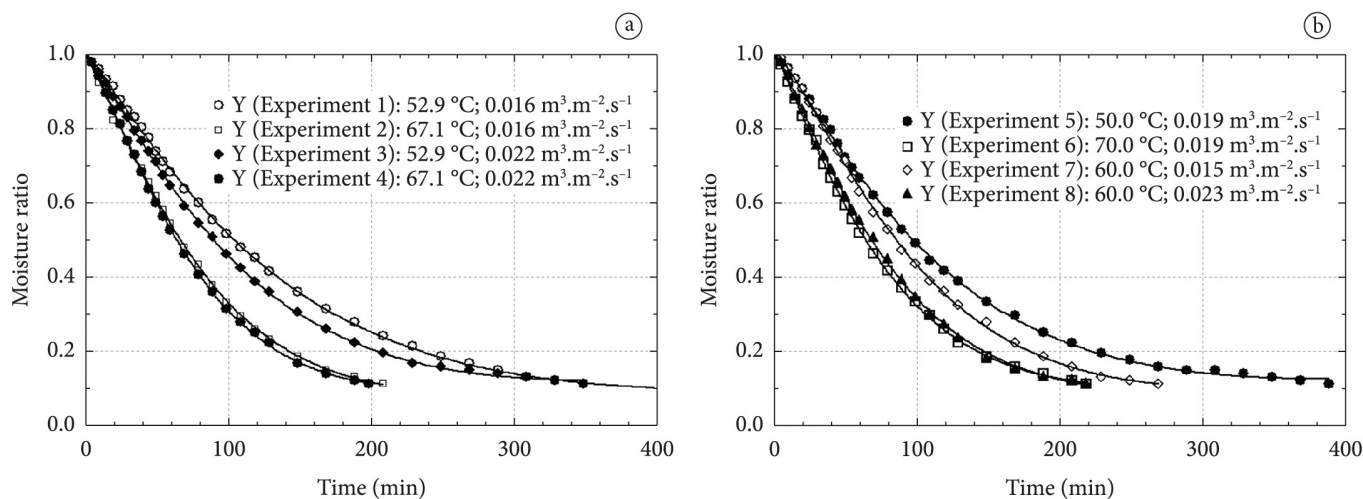 a
1.0
0.8
0.6
0.4
0.2
0.0
Moisture ratio
Y (Experiment 1): 52.9 °C; 0.016 m³.m⁻².s⁻¹
Y (Experiment 2): 67.1 °C; 0.016 m³.m⁻².s⁻¹
Y (Experiment 3): 52.9 °C; 0.022 m³.m⁻².s⁻¹
Y (Experiment 4): 67.1 °C; 0.022 m³.m⁻².s⁻¹
0 100 200 300 400
Time (min)
b
1.0
0.8
0.6
0.4
0.2
0.0
Moisture ratio
Y (Experiment 5): 50.0 °C; 0.019 m³.m⁻².s⁻¹
Y (Experiment 6): 70.0 °C; 0.019 m³.m⁻².s⁻¹
Y (Experiment 7): 60.0 °C; 0.015 m³.m⁻².s⁻¹
Y (Experiment 8): 60.0 °C; 0.023 m³.m⁻².s⁻¹
0 100 200 300 400
Time (min)